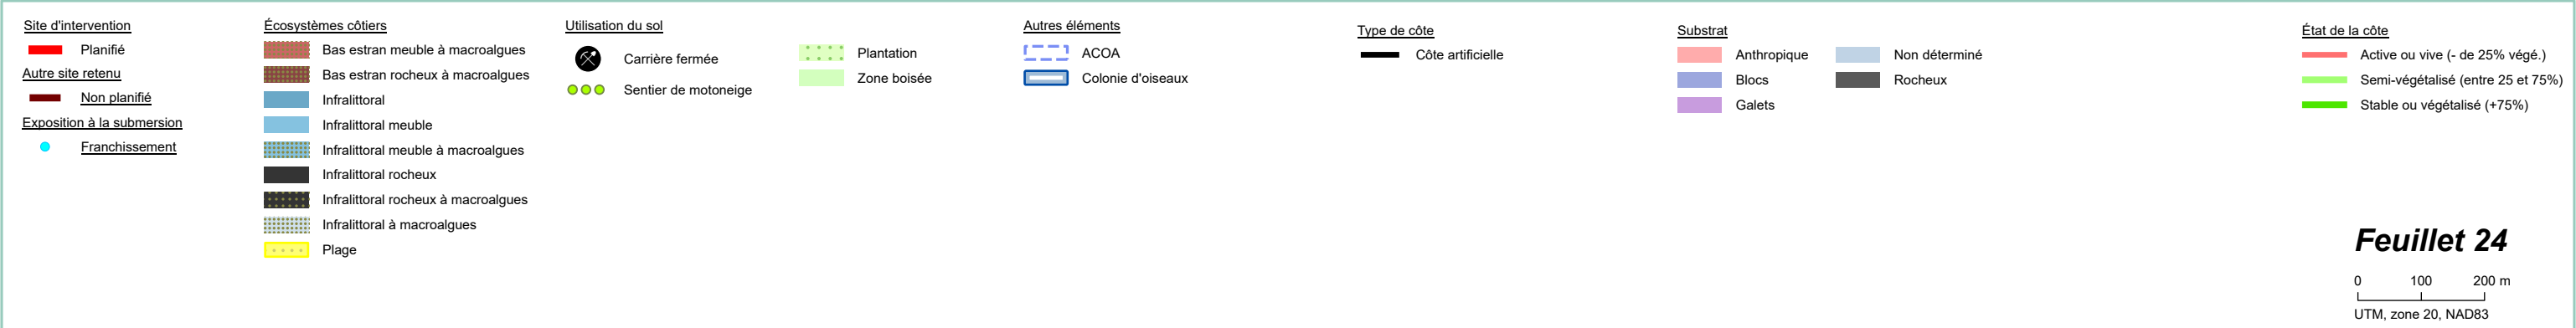 Site d'intervention
Planifié
Autre site retenu
Non planifié
Exposition à la submersion
Franchissement
Écosystèmes côtiers
Bas estran meuble à macroalgues
Bas estran rocheux à macroalgues
Infralittoral
Infralittoral meuble
Infralittoral meuble à macroalgues
Infralittoral rocheux
Infralittoral rocheux à macroalgues
Infralittoral à macroalgues
Plage
Utilisation du sol
Carrière fermée
Sentier de motoneige
Plantation
Zone boisée
Autres éléments
ACOA
Colonie d'oiseaux
Type de côte
Côte artificielle
Substrat
Anthropique
Blocs
Galets
Non déterminé
Rocheux
État de la côte
Active ou vive (- de 25% végé.)
Semi-végétalisé (entre 25 et 75%)
Stable ou végétalisé (+75%)
Feuillet 24
0 100 200 m
UTM, zone 20, NAD83